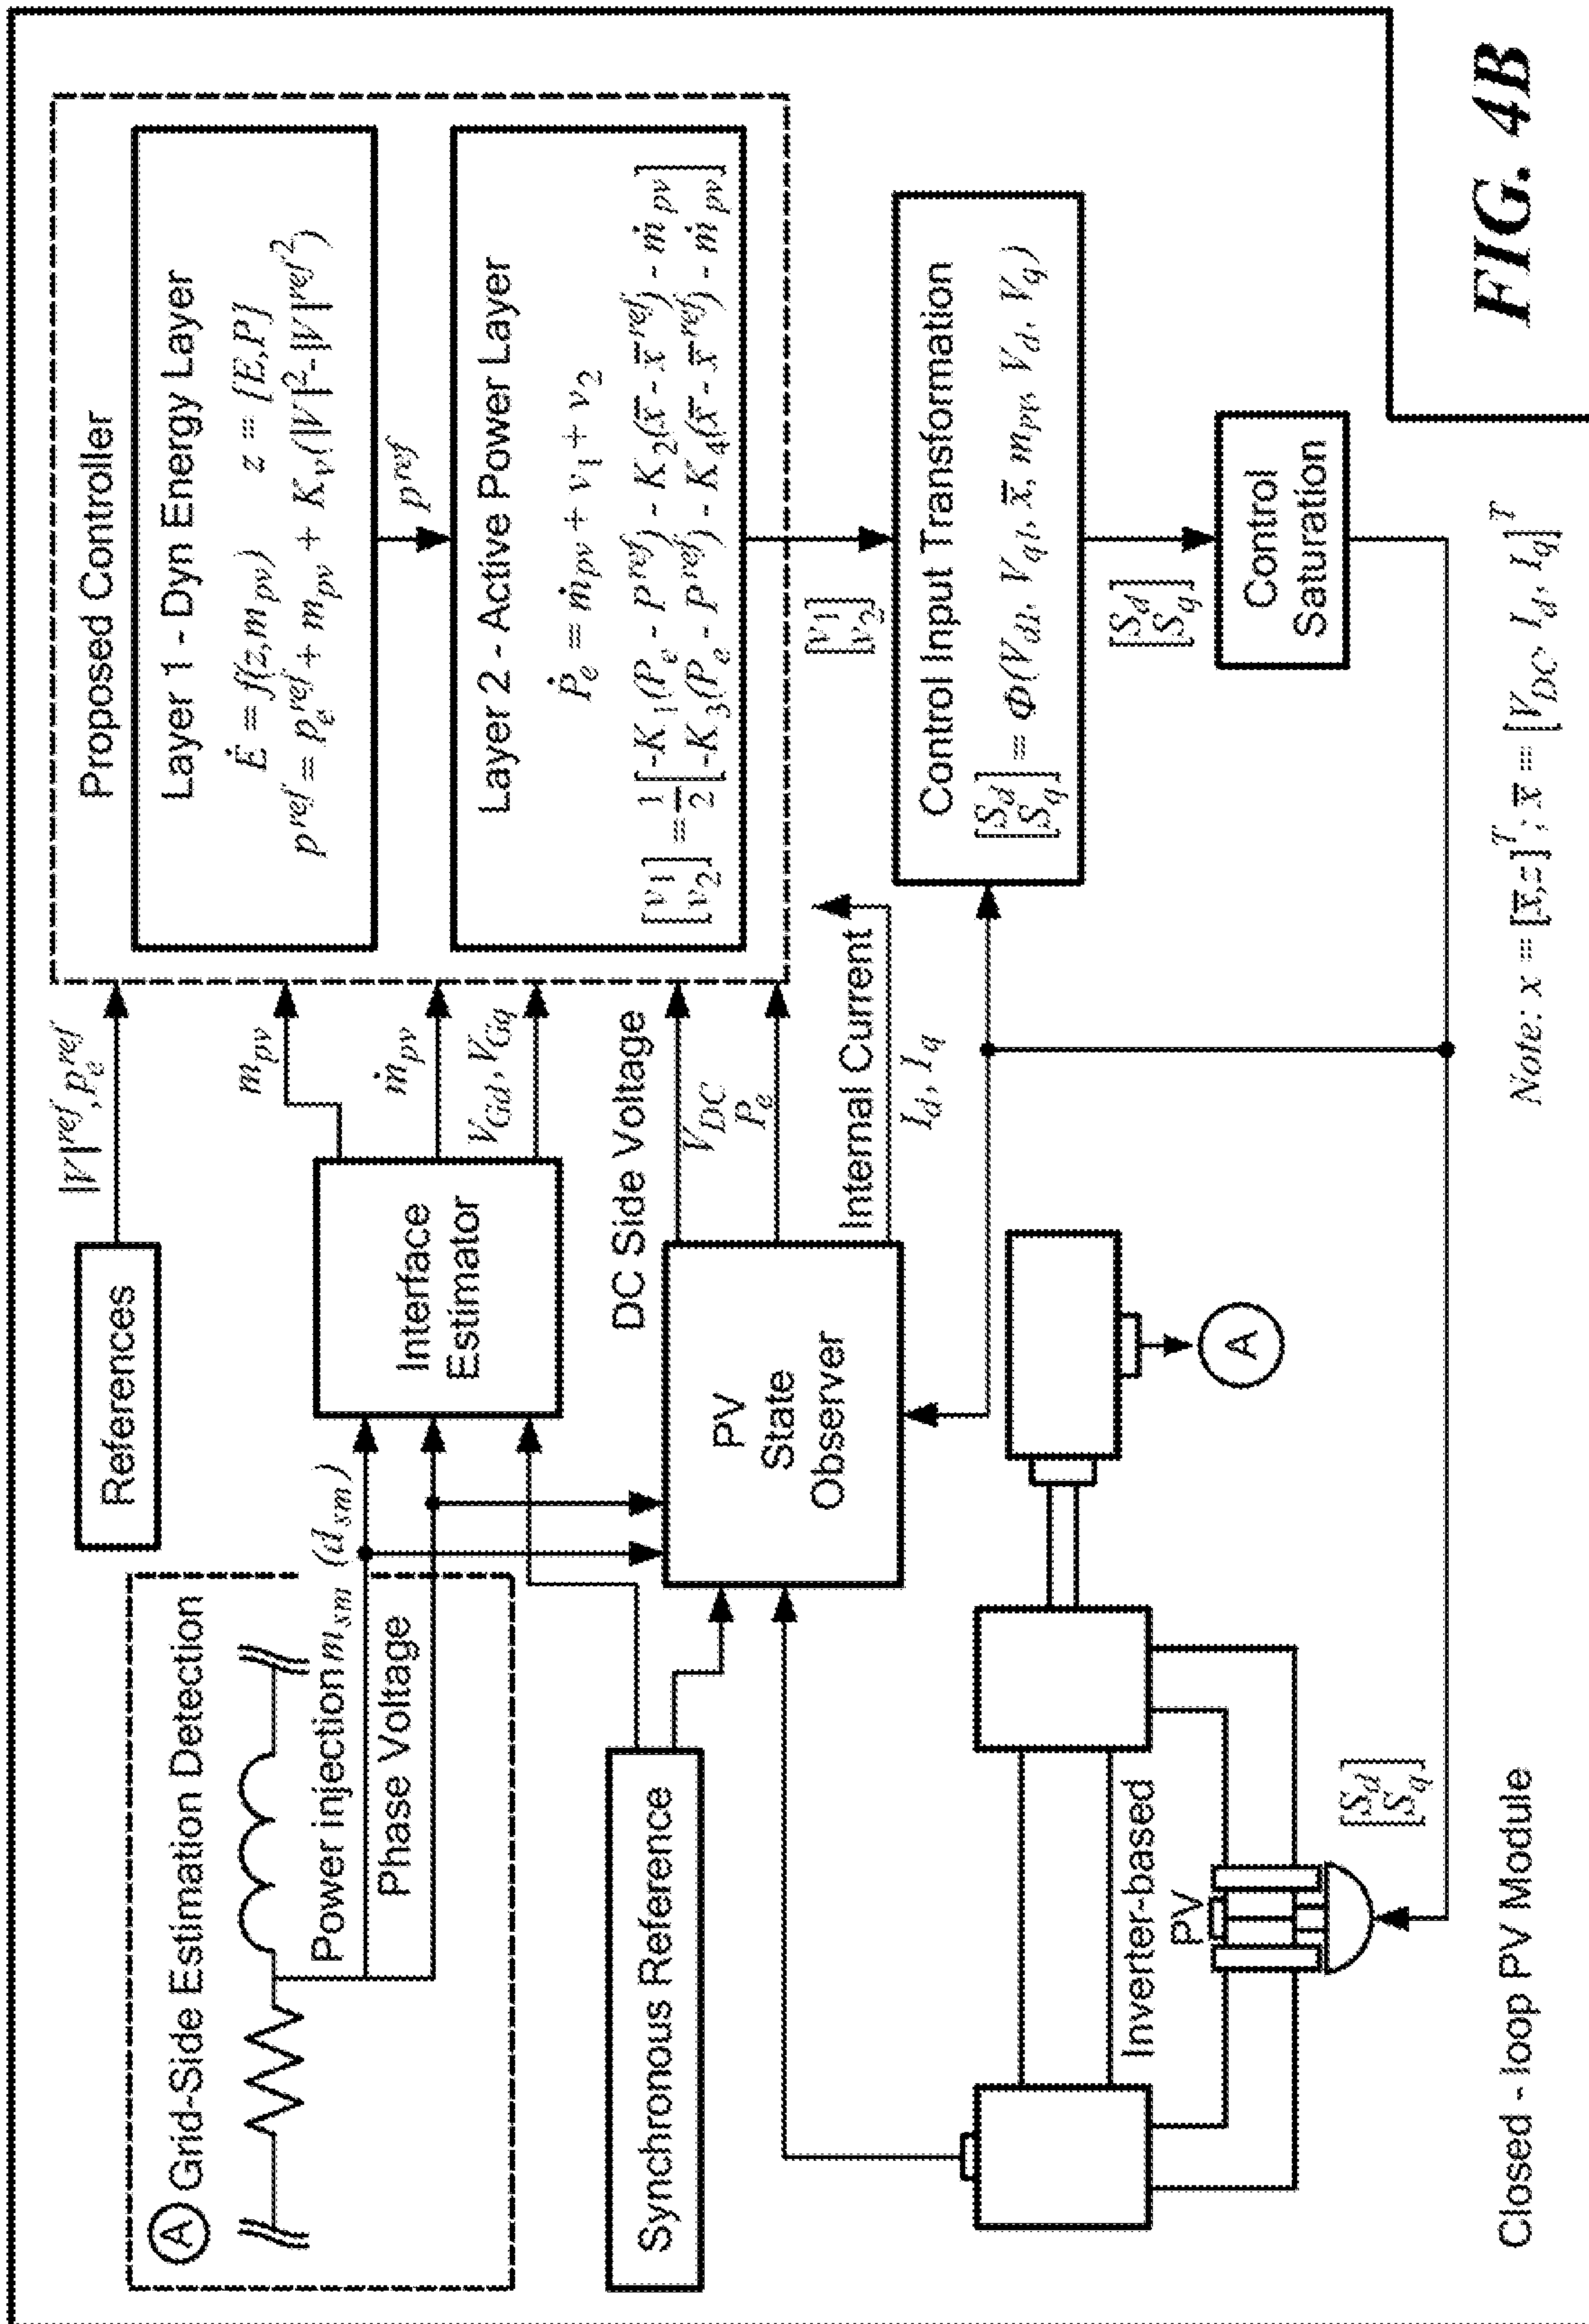 Ⓐ Grid-Side Estimation Detection
Power injection m_sm (d_sm)
Phase Voltage
References
|V|^ref, p_e^ref
Interface
Estimator
m_pv
ṁ_pv
V_Gd, V_Gq
Proposed Controller
Layer 1 - Dyn Energy Layer
Ė = f(z,m_pv) z = [E,P]
p^ref = p_e^ref + m_pv + K_v(|V|^2 - |V|^ref^2)
p^ref
Layer 2 - Active Power Layer
Ṗ_e = ṁ_pv + v_1 + v_2
[v_1] = 1/2 [-K_1(P_e - P^ref) - K_2(x̄ - x̄^ref) - ṁ_pv]
[v_2] [-K_3(P_e - P^ref) - K_4(x̄ - x̄^ref) - ṁ_pv]
Synchronous Reference
PV
State
Observer
DC Side Voltage
V_DC
P_e
Internal Current
I_d, I_q
[v_1]
[v_2]
Control Input Transformation
[S_d] = Φ(V_d1, V_q1, x̄, m_pv, V_d, V_q)
[S_q]
[S_d]
[S_q]
Control
Saturation
Inverter-based
PV
A
[S_d]
[S_q]
Closed - loop PV Module
Note: x = [x̄,z]^T; x̄ = [V_DC, I_d, I_q]^T
FIG. 4B